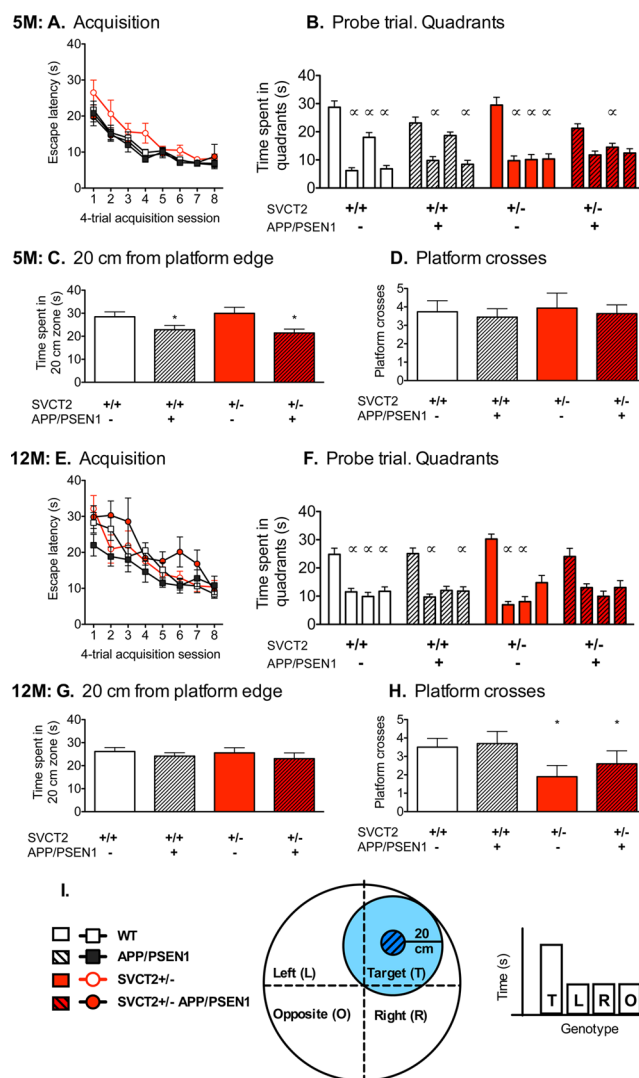 5M: A. Acquisition
B. Probe trial. Quadrants
Escape latency (s)
40
30
20
10
0
1 2 3 4 5 6 7 8
4-trial acquisition session
Time spent in
quadrants (s)
40
30
20
10
0
∝ ∝ ∝ ∝ ∝ ∝ ∝ ∝ ∝
SVCT2 +/+ +/+ +/- +/-
APP/PSEN1 - + - +
5M: C. 20 cm from platform edge
D. Platform crosses
Time spent in
20 cm zone (s)
40
30
20
10
0
* *
SVCT2 +/+ +/+ +/- +/-
APP/PSEN1 - + - +
Platform crosses
5
4
3
2
1
0
SVCT2 +/+ +/+ +/- +/-
APP/PSEN1 - + - +
12M: E. Acquisition
F. Probe trial. Quadrants
Escape latency (s)
40
30
20
10
0
1 2 3 4 5 6 7 8
4-trial acquisition session
Time spent in
quadrants (s)
40
30
20
10
0
∝ ∝ ∝ ∝ ∝ ∝ ∝
SVCT2 +/+ +/+ +/- +/-
APP/PSEN1 - + - +
12M: G. 20 cm from platform edge
H. Platform crosses
Time spent in
20 cm zone (s)
40
30
20
10
0
SVCT2 +/+ +/+ +/- +/-
APP/PSEN1 - + - +
Platform crosses
5
4
3
2
1
0
* *
SVCT2 +/+ +/+ +/- +/-
APP/PSEN1 - + - +
I.
WT
APP/PSEN1
SVCT2+/-
SVCT2+/- APP/PSEN1
20
cm
Left (L) Target (T)
Opposite (O) Right (R)
Time (s)
T L R O
Genotype